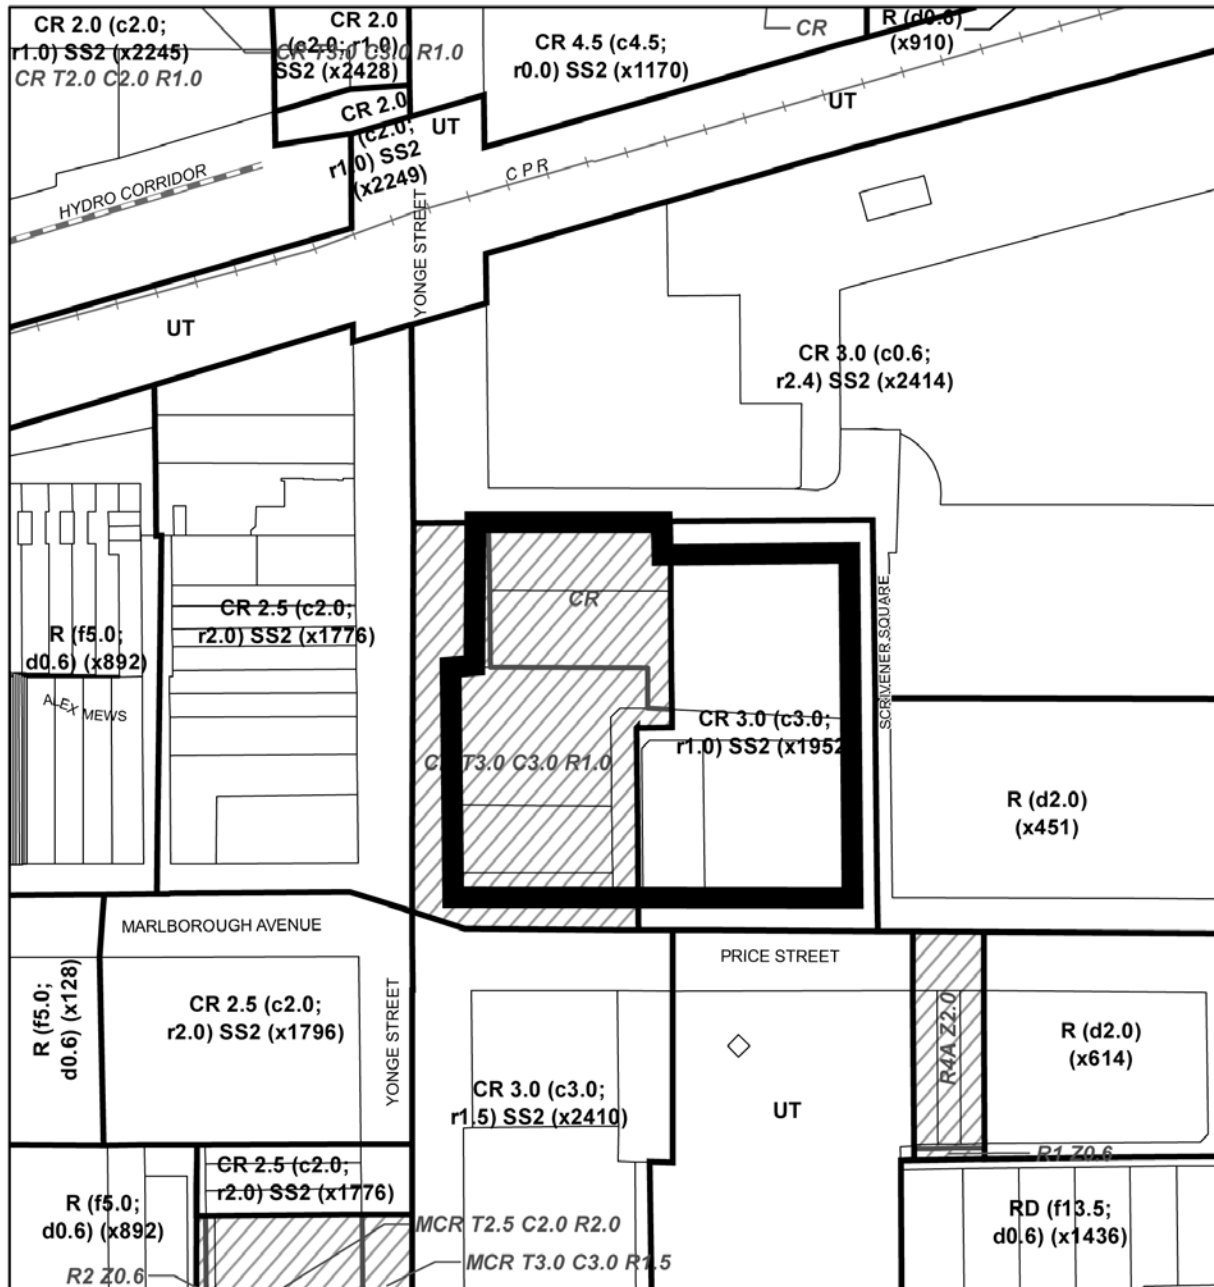 CR 2.0 (c2.0;
r1.0) SS2 (x2245)
CR T2.0 C2.0 R1.0
CR 2.0
(c2.0; r1.0)
SS2 (x2428)
CR T3.0 C3.0 R1.0
CR 4.5 (c4.5;
r0.0) SS2 (x1170)
CR
R (d0.6)
(x910)
CR 2.0
(c2.0;
r1.0) SS2
(x2249)
UT
UT
CPR
HYDRO CORRIDOR
YONGE STREET
UT
CR 3.0 (c0.6;
r2.4) SS2 (x2414)
CR 2.5 (c2.0;
r2.0) SS2 (x1776)
R (f5.0;
d0.6) (x892)
ALEX MEWS
CR
SCRIVENER SQUARE
CR 3.0 (c3.0;
r1.0) SS2 (x1952
T3.0 C3.0 R1.0
R (d2.0)
(x451)
MARLBOROUGH AVENUE
PRICE STREET
R (f5.0;
d0.6) (x128)
CR 2.5 (c2.0;
r2.0) SS2 (x1796)
YONGE STREET
R4A Z2.0
R (d2.0)
(x614)
CR 3.0 (c3.0;
r1.5) SS2 (x2410)
UT
R1 Z0.6
CR 2.5 (c2.0;
r2.0) SS2 (x1776)
R (f5.0;
d0.6) (x892)
RD (f13.5;
d0.6) (x1436)
MCR T2.5 C2.0 R2.0
MCR T3.0 C3.0 R1.5
R2 Z0.6